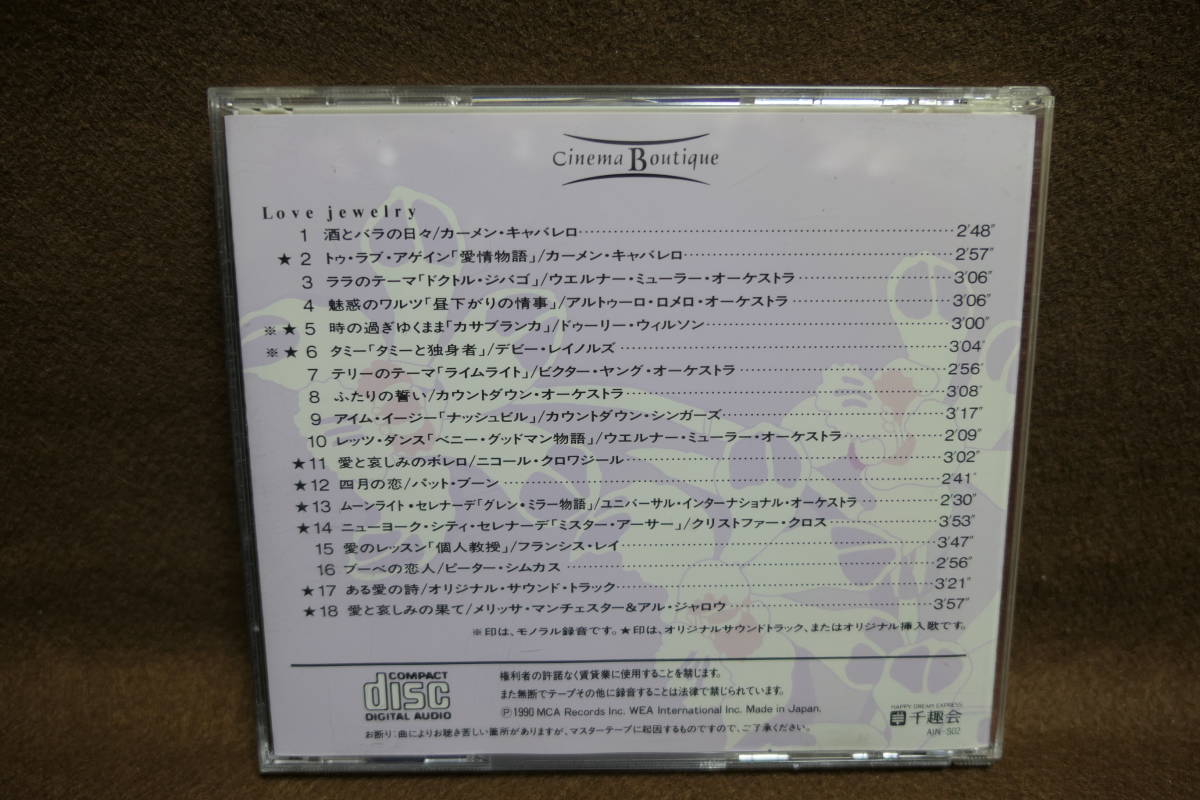 Cinema Boutique
Love jewelry
1 酒とバラの日々/カーメン・キャバレロ 2'48"
★ 2 トゥ・ラブ・アゲイン「愛情物語」/カーメン・キャバレロ 2'57"
3 ララのテーマ「ドクトル・ジバゴ」/ウエルナー・ミューラー・オーケストラ 3'06"
4 魅惑のワルツ「昼下がりの情事」/アルトゥーロ・ロメロ・オーケストラ 3'06"
※ ★ 5 時の過ぎゆくまま「カサブランカ」/ドゥーリー・ウィルソン 3'00"
※ ★ 6 タミー「タミーと独身者」/デビー・レイノルズ 3'04"
7 テリーのテーマ「ライムライト」/ビクター・ヤング・オーケストラ 2'56"
8 ふたりの誓い/カウントダウン・オーケストラ 3'08"
9 アイム・イージー「ナッシュビル」/カウントダウン・シンガーズ 3'17"
10 レッツ・ダンス「ベニー・グッドマン物語」/ウエルナー・ミューラー・オーケストラ 2'09"
★11 愛と哀しみのボレロ/ニコール・クロワジール 3'02"
★12 四月の恋/パット・ブーン 2'41"
★13 ムーンライト・セレナーデ「グレン・ミラー物語」/ユニバーサル・インターナショナル・オーケストラ 2'30"
★14 ニューヨーク・シティ・セレナーデ「ミスター・アーサー」/クリストファー・クロス 3'53"
15 愛のレッスン「個人教授」/フランシス・レイ 3'47"
16 ブーべの恋人/ピーター・シムカス 2'56"
★17 ある愛の詩/オリジナル・サウンド・トラック 3'21"
★18 愛と哀しみの果て/メリッサ・マンチェスター&アル・ジャロウ 3'57"
※印は、モノラル録音です。★印は、オリジナルサウンドトラック、またはオリジナル挿入歌です。
COMPACT disc DIGITAL AUDIO
権利者の許諾なく賃貸業に使用することを禁じます。
また無断でテープその他に録音することは法律で禁じられています。
Ⓟ1990 MCA Records Inc. WEA International Inc. Made in Japan.
お断り:曲によりお聴き苦しい箇所がありますが、マスターテープに起因するものですので、ご了承ください。
HAPPY DREAMY EXPRESS
千趣会
AIN-S02